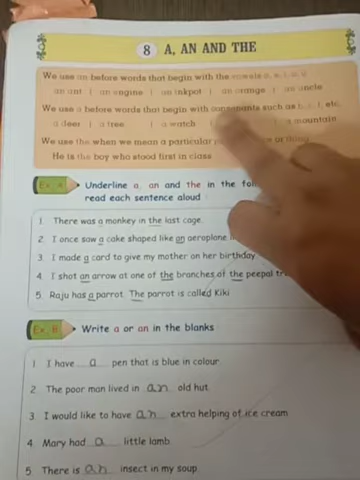 8 A, AN AND THE
We use an before words that begin with the vowels a, e, i, o, u
an ant | an engine | an inkpot | an orange | an uncle
We use a before words that begin with consonants such as b, c, f, etc.
a deer | a tree | a watch | a mountain
We use the when we mean a particular or thing
He is the boy who stood first in class
Ex. A Underline a, an and the in the
read each sentence aloud
1. There was a monkey in the last cage.
2. I once saw a cake shaped like an aeroplane
3. I made a card to give my mother on her birthday
4. I shot an arrow at one of the branches of the peepal
5. Raju has a parrot. The parrot is called Kiki
Ex. B Write a or an in the blanks
1 I have a pen that is blue in colour.
2 The poor man lived in an old hut.
3. I would like to have an extra helping of ice cream
4. Mary had a little lamb.
5 There is an insect in my soup